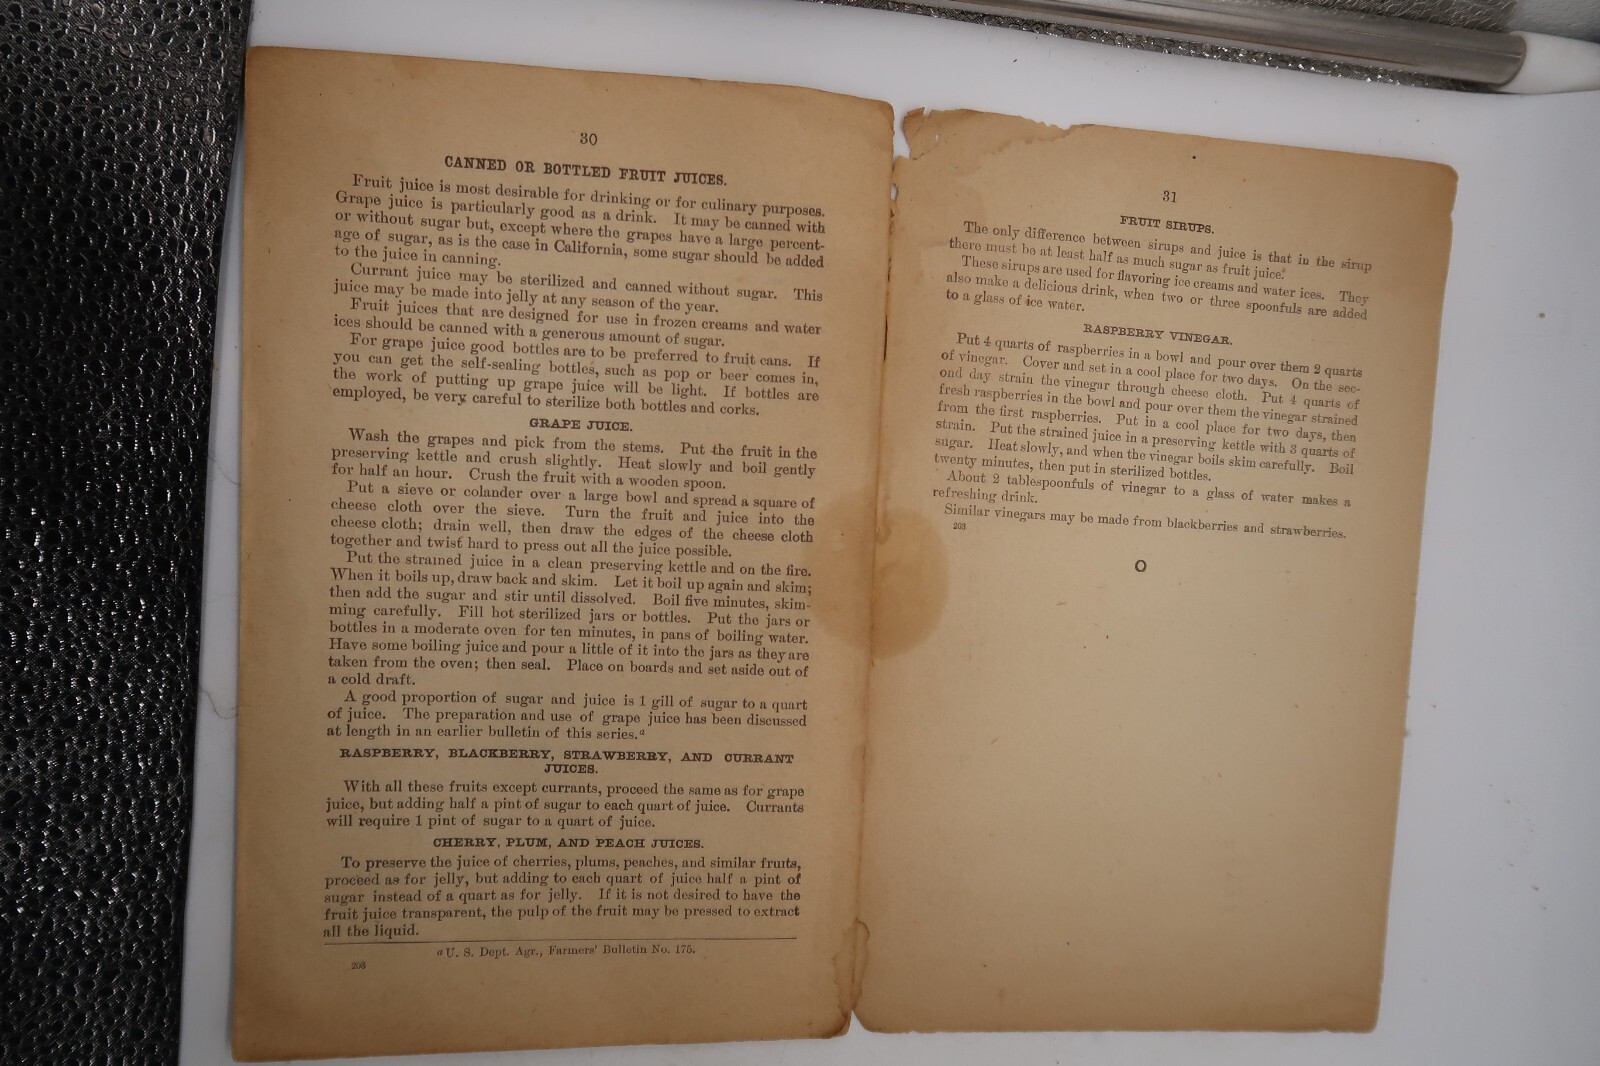 30
CANNED OR BOTTLED FRUIT JUICES.
Fruit juice is most desirable for drinking or for culinary purposes.
Grape juice is particularly good as a drink. It may be canned with
or without sugar but, except where the grapes have a large percent-
age of sugar, as is the case in California, some sugar should be added
to the juice in canning.
Currant juice may be sterilized and canned without sugar. This
juice may be made into jelly at any season of the year.
Fruit juices that are designed for use in frozen creams and water
ices should be canned with a generous amount of sugar.
For grape juice good bottles are to be preferred to fruit cans. If
you can get the self-sealing bottles, such as pop or beer comes in,
the work of putting up grape juice will be light. If bottles are
employed, be very careful to sterilize both bottles and corks.
GRAPE JUICE.
Wash the grapes and pick from the stems. Put the fruit in the
preserving kettle and crush slightly. Heat slowly and boil gently
for half an hour. Crush the fruit with a wooden spoon.
Put a sieve or colander over a large bowl and spread a square of
cheese cloth over the sieve. Turn the fruit and juice into the
cheese cloth; drain well, then draw the edges of the cheese cloth
together and twist hard to press out all the juice possible.
Put the strained juice in a clean preserving kettle and on the fire.
When it boils up, draw back and skim. Let it boil up again and skim;
then add the sugar and stir until dissolved. Boil five minutes, skim-
ming carefully. Fill hot sterilized jars or bottles. Put the jars or
bottles in a moderate oven for ten minutes, in pans of boiling water.
Have some boiling juice and pour a little of it into the jars as they are
taken from the oven; then seal. Place on boards and set aside out of
a cold draft.
A good proportion of sugar and juice is 1 gill of sugar to a quart
of juice. The preparation and use of grape juice has been discussed
at length in an earlier bulletin of this series.a
RASPBERRY, BLACKBERRY, STRAWBERRY, AND CURRANT
JUICES.
With all these fruits except currants, proceed the same as for grape
juice, but adding half a pint of sugar to each quart of juice. Currants
will require 1 pint of sugar to a quart of juice.
CHERRY, PLUM, AND PEACH JUICES.
To preserve the juice of cherries, plums, peaches, and similar fruits,
proceed as for jelly, but adding to each quart of juice half a pint of
sugar instead of a quart as for jelly. If it is not desired to have the
fruit juice transparent, the pulp of the fruit may be pressed to extract
all the liquid.
a U. S. Dept. Agr., Farmers' Bulletin No. 175.
203
31
FRUIT SIRUPS.
The only difference between sirups and juice is that in the sirup
there must be at least half as much sugar as fruit juice.
These sirups are used for flavoring ice creams and water ices. They
also make a delicious drink, when two or three spoonfuls are added
to a glass of ice water.
RASPBERRY VINEGAR.
Put 4 quarts of raspberries in a bowl and pour over them 2 quarts
of vinegar. Cover and set in a cool place for two days. On the sec-
ond day strain the vinegar through cheese cloth. Put 4 quarts of
fresh raspberries in the bowl and pour over them the vinegar strained
from the first raspberries. Put in a cool place for two days, then
strain. Put the strained juice in a preserving kettle with 3 quarts of
sugar. Heat slowly, and when the vinegar boils skim carefully. Boil
twenty minutes, then put in sterilized bottles.
About 2 tablespoonfuls of vinegar to a glass of water makes a
refreshing drink.
Similar vinegars may be made from blackberries and strawberries.
203
O